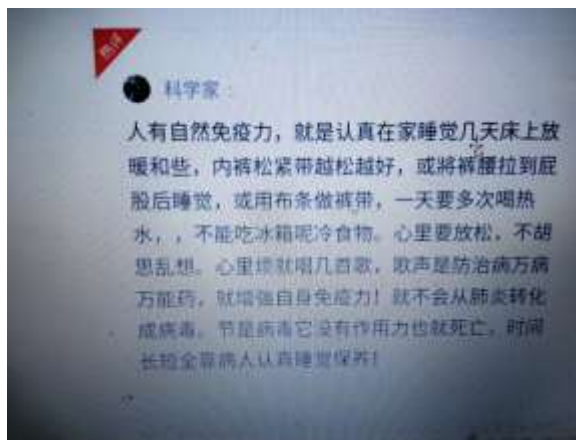 热评
科学家：
人有自然免疫力，就是认真在家睡觉几天床上放
暖和些，内裤松紧带越松越好，或將裤腰拉到屁
股后睡觉，或用布条做裤带，一天要多次喝热
水，，不能吃冰箱呢冷食物。心里要放松，不胡
思乱想。心里烦就唱几首歌，歌声是防治病万病
万能药，就增强自身免疫力！就不会从肺炎转化
成病毒。节是病毒它没有作用力也就死亡，时间
长短全靠病人认真睡觉保养！